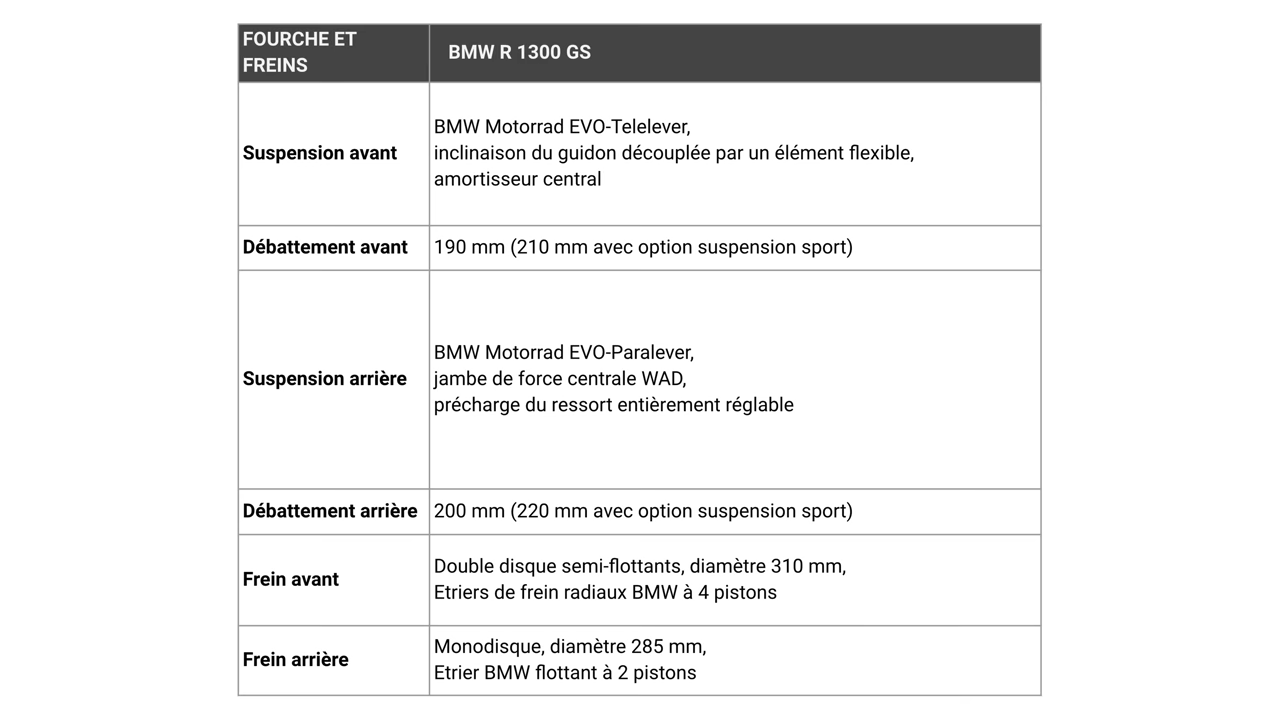 FOURCHE ET
FREINS
BMW R 1300 GS
Suspension avant
BMW Motorrad EVO-Telelever,
inclinaison du guidon découplée par un élément flexible,
amortisseur central
Débattement avant
190 mm (210 mm avec option suspension sport)
Suspension arrière
BMW Motorrad EVO-Paralever,
jambe de force centrale WAD,
précharge du ressort entièrement réglable
Débattement arrière
200 mm (220 mm avec option suspension sport)
Frein avant
Double disque semi-flottants, diamètre 310 mm,
Etriers de frein radiaux BMW à 4 pistons
Frein arrière
Monodisque, diamètre 285 mm,
Etrier BMW flottant à 2 pistons